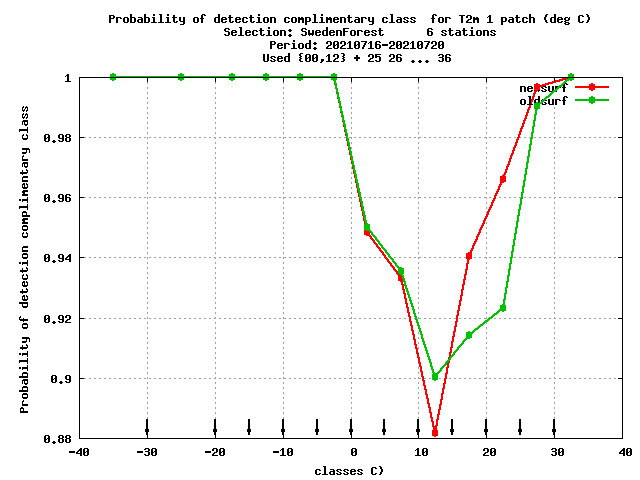 Probability of detection complimentary class  for T2m 1 patch (deg C)
Selection: SwedenForest      6 stations
Period: 20210716-20210720
Used {00,12} + 25 26 ... 36
newsurf
oldsurf
1
0.98
0.96
0.94
0.92
0.9
0.88
Probability of detection complimentary class
-40 -30 -20 -10 0 10 20 30 40
classes C)